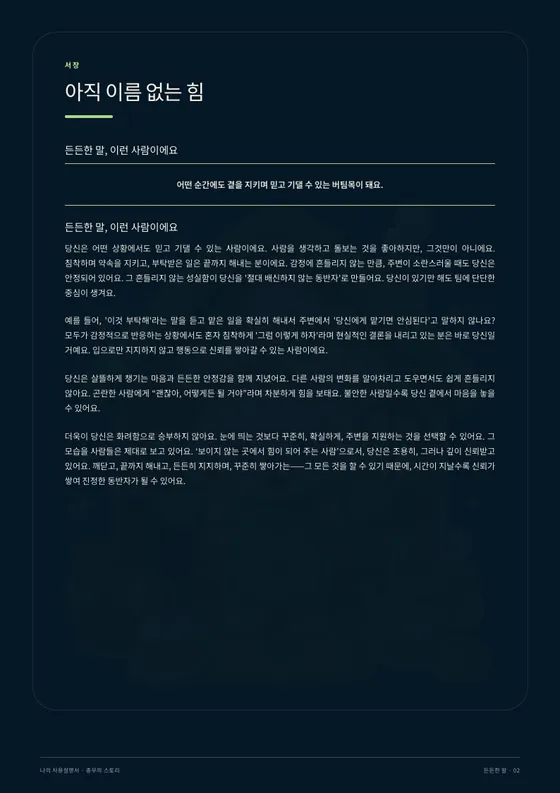 서장
아직 이름 없는 힘
든든한 말, 이런 사람이에요
어떤 순간에도 곁을 지키며 믿고 기댈 수 있는 버팀목이 돼요.
든든한 말, 이런 사람이에요
당신은 어떤 상황에서도 믿고 기댈 수 있는 사람이에요. 사람을 생각하고 돌보는 것을 좋아하지만, 그것만이 아니에요.
침착하며 약속을 지키고, 부탁받은 일은 끝까지 해내는 분이에요. 감정에 흔들리지 않는 만큼, 주변이 소란스러울 때도 당신은
안정되어 있어요. 그 흔들리지 않는 성실함이 당신을 '절대 배신하지 않는 동반자'로 만들어요. 당신이 있기만 해도 팀에 단단한
중심이 생겨요.
예를 들어, '이것 부탁해'라는 말을 듣고 맡은 일을 확실히 해내서 주변에서 '당신에게 맡기면 안심된다'고 말하지 않나요?
모두가 감정적으로 반응하는 상황에서도 혼자 침착하게 '그럼 이렇게 하자'라며 현실적인 결론을 내리고 있는 분은 바로 당신일
거예요. 입으로만 지지하지 않고 행동으로 신뢰를 쌓아갈 수 있는 사람이에요.
당신은 살뜰하게 챙기는 마음과 든든한 안정감을 함께 지녔어요. 다른 사람의 변화를 알아차리고 도우면서도 쉽게 흔들리지
않아요. 곤란한 사람에게 "괜찮아, 어떻게든 될 거야"라며 차분하게 힘을 보태요. 불안한 사람일수록 당신 곁에서 마음을 놓을
수 있어요.
더욱이 당신은 화려함으로 승부하지 않아요. 눈에 띄는 것보다 꾸준히, 확실하게, 주변을 지원하는 것을 선택할 수 있어요. 그
모습을 사람들은 제대로 보고 있어요. '보이지 않는 곳에서 힘이 되어 주는 사람'으로서, 당신은 조용히, 그러나 깊이 신뢰받고
있어요. 깨닫고, 끝까지 해내고, 든든히 지지하며, 꾸준히 쌓아가는——그 모든 것을 할 수 있기 때문에, 시간이 지날수록 신뢰가
쌓여 진정한 동반자가 될 수 있어요.
나의 사용설명서 · 종무의 스토리
든든한 말 · 02